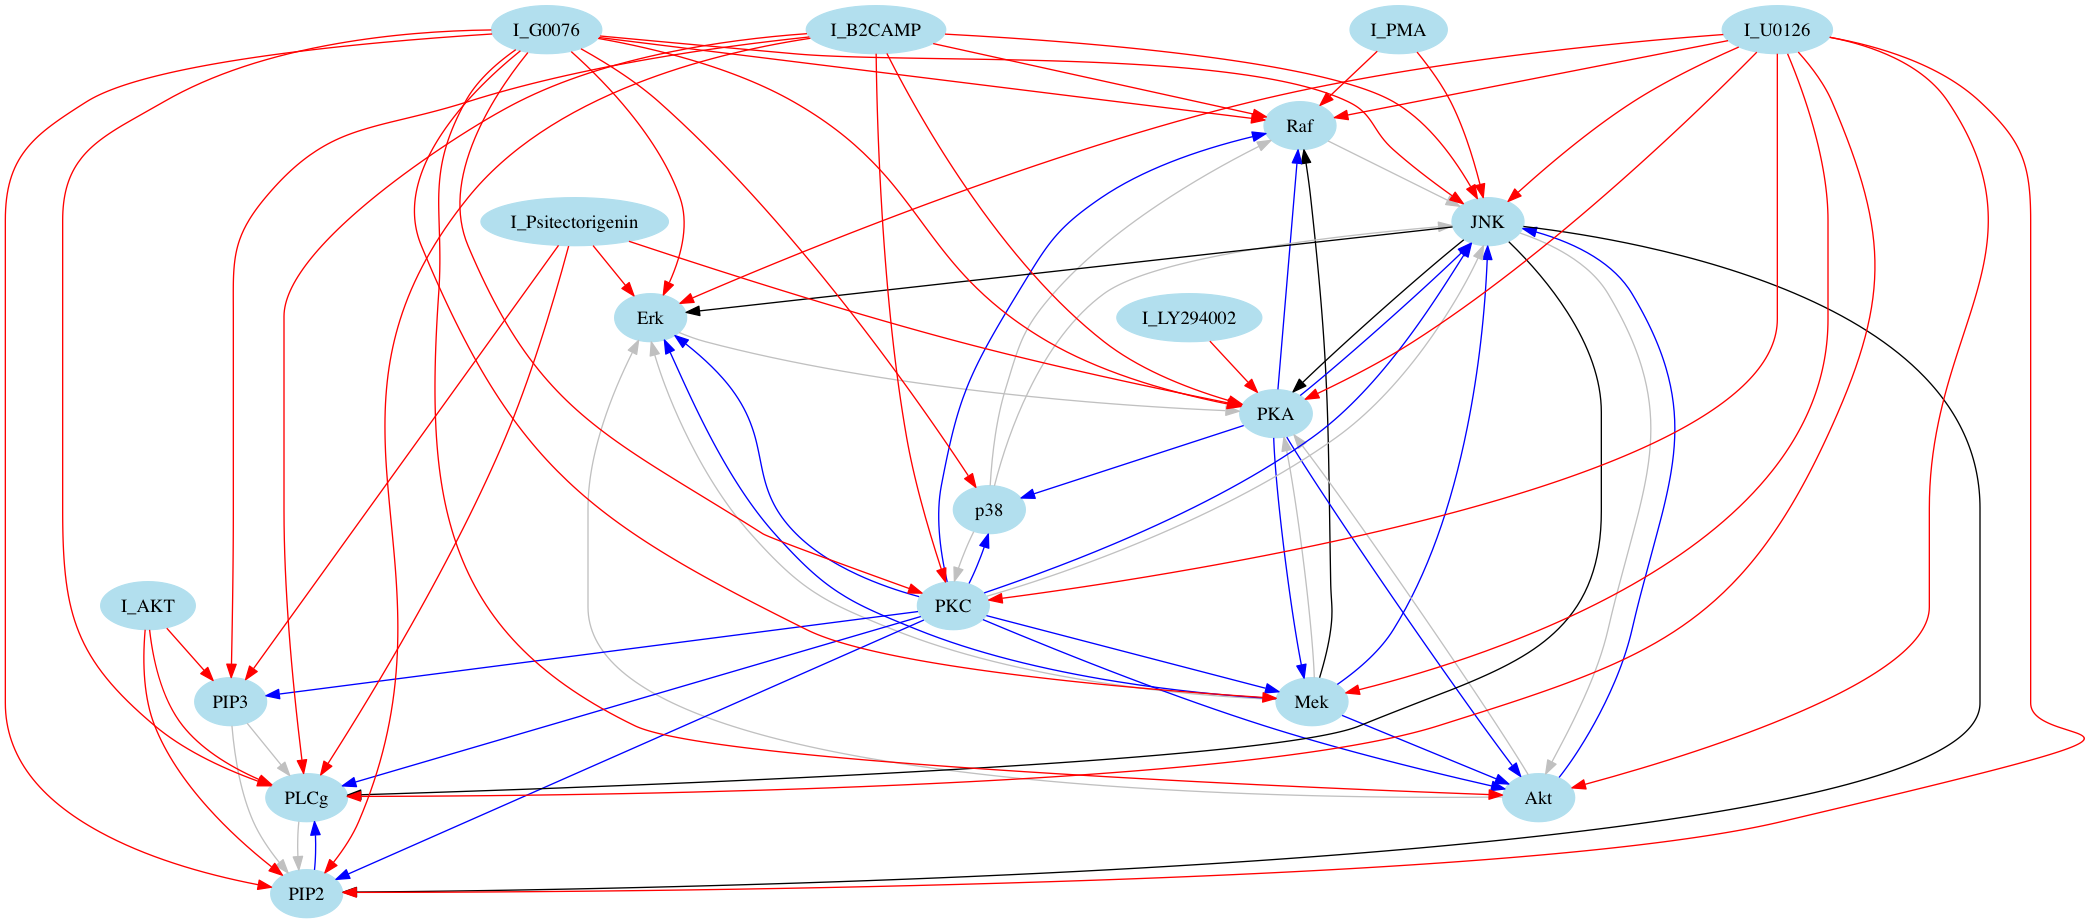 I_G0076
I_B2CAMP
I_PMA
I_U0126
Raf
I_Psitectorigenin
JNK
Erk
I_LY294002
PKA
p38
I_AKT
PKC
PIP3
Mek
PLCg
Akt
PIP2